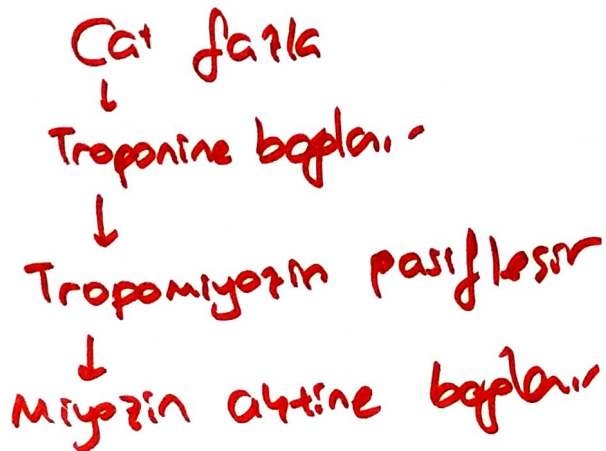 Ca+ fazla
↓
Troponine bağlanır
↓
Tropomiyozin pasifleşir
↓
Miyozin aktine bağlanır